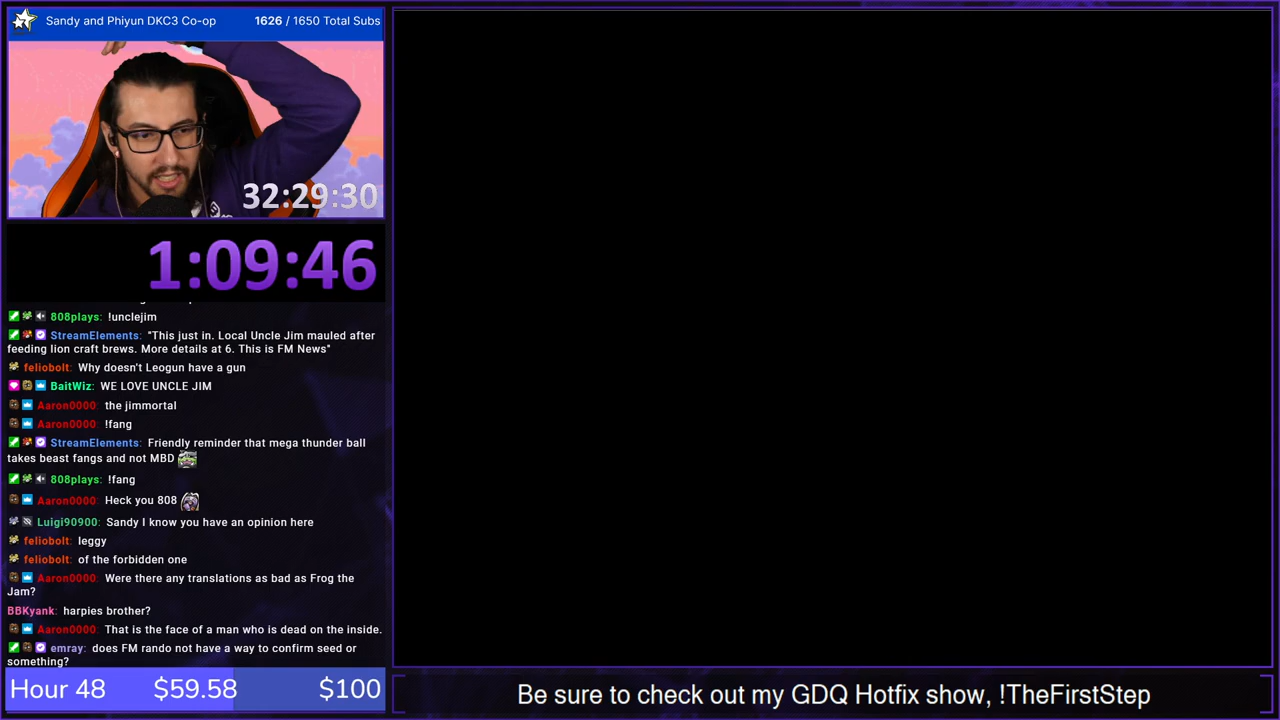 Sandy and Phiyun DKC3 Co-op 1626 / 1650 Total Subs
32:29:30
1:09:46
808plays: !unclejim
StreamElements: "This just in. Local Uncle Jim mauled after
feeding lion craft brews. More details at 6. This is FM News"
feliobolt: Why doesn't Leogun have a gun
BaitWiz: WE LOVE UNCLE JIM
Aaron0000: the jimmortal
Aaron0000: !fang
StreamElements: Friendly reminder that mega thunder ball
takes beast fangs and not MBD
808plays: !fang
Aaron0000: Heck you 808
Luigi90900: Sandy I know you have an opinion here
feliobolt: leggy
feliobolt: of the forbidden one
Aaron0000: Were there any translations as bad as Frog the
Jam?
BBKyank: harpies brother?
Aaron0000: That is the face of a man who is dead on the inside.
emray: does FM rando not have a way to confirm seed or
something?
Hour 48 $59.58 $100
Be sure to check out my GDQ Hotfix show, !TheFirstStep